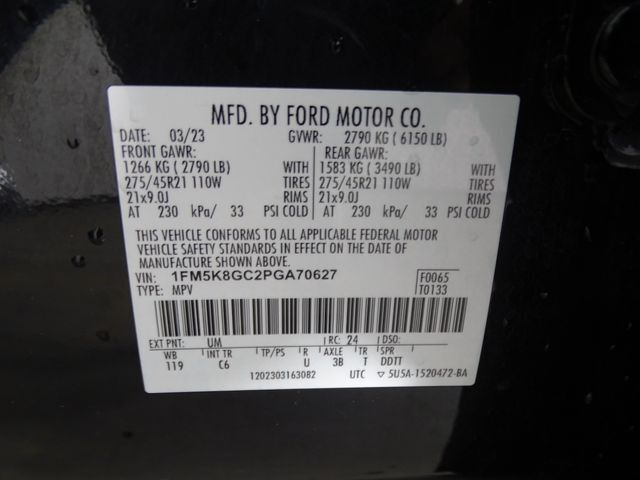 MFD. BY FORD MOTOR CO.
DATE: 03/23 GVWR: 2790 KG ( 6150 LB)
FRONT GAWR: REAR GAWR:
1266 KG ( 2790 LB) WITH 1583 KG ( 3490 LB) WITH
275/45R21 110W TIRES 275/45R21 110W TIRES
21x9.0J RIMS 21x9.0J RIMS
AT 230 kPa/ 33 PSI COLD AT 230 kPa/ 33 PSI COLD
THIS VEHICLE CONFORMS TO ALL APPLICABLE FEDERAL MOTOR
VEHICLE SAFETY STANDARDS IN EFFECT ON THE DATE OF
MANUFACTURE SHOWN ABOVE.
VIN: 1FM5K8GC2PGA70627 F0065
TYPE: MPV T0133
EXT PNT: UM RC: 24 DSO:
WB INT TR TP/PS R AXLE TR SPR
119 C6 U 3B T DDTT
1202303163082 UTC ▽ 5U5A-1520472-BA